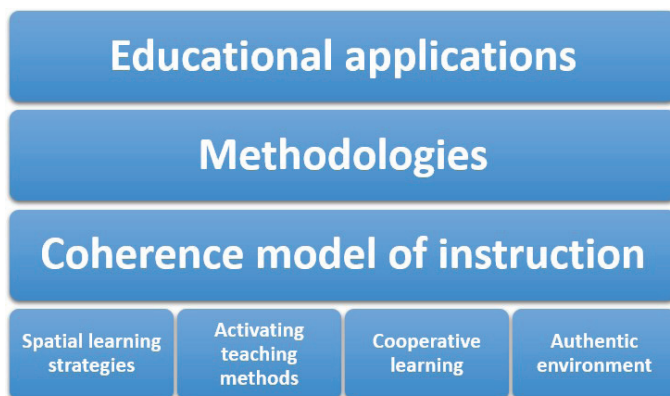 Educational applications
Methodologies
Coherence model of instruction
Spatial learning
strategies
Activating
teaching
methods
Cooperative
learning
Authentic
environment